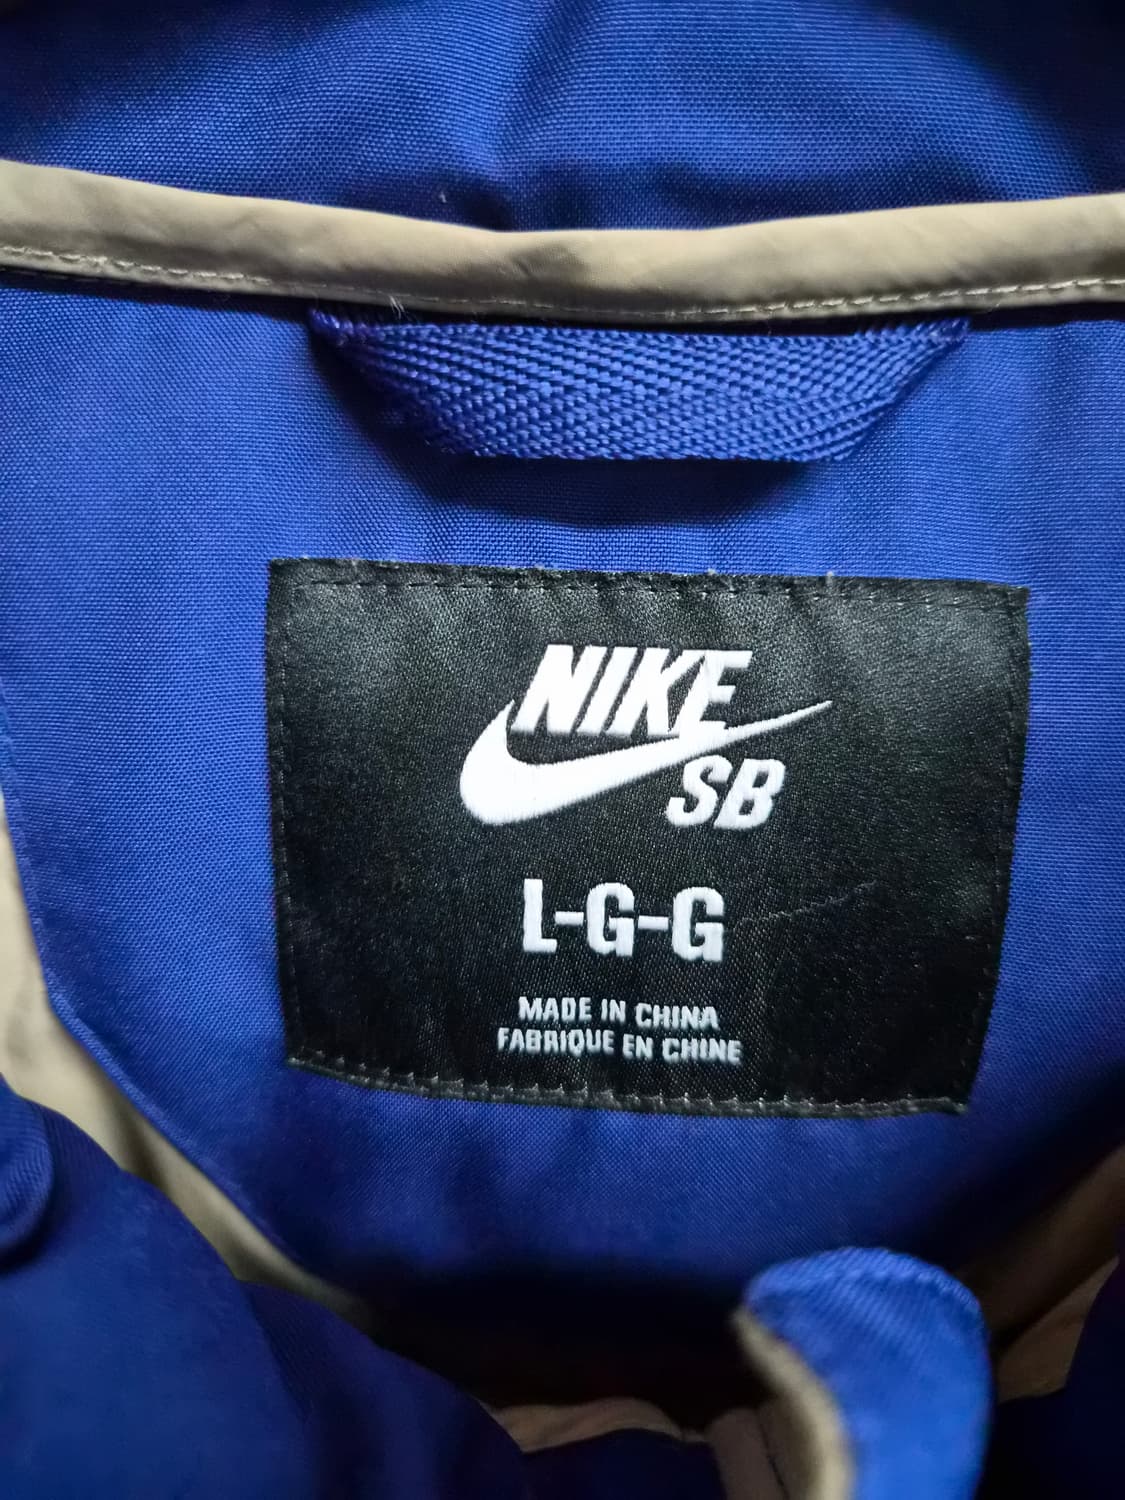 NIKE
SB
L-G-G
MADE IN CHINA
FABRIQUE EN CHINE